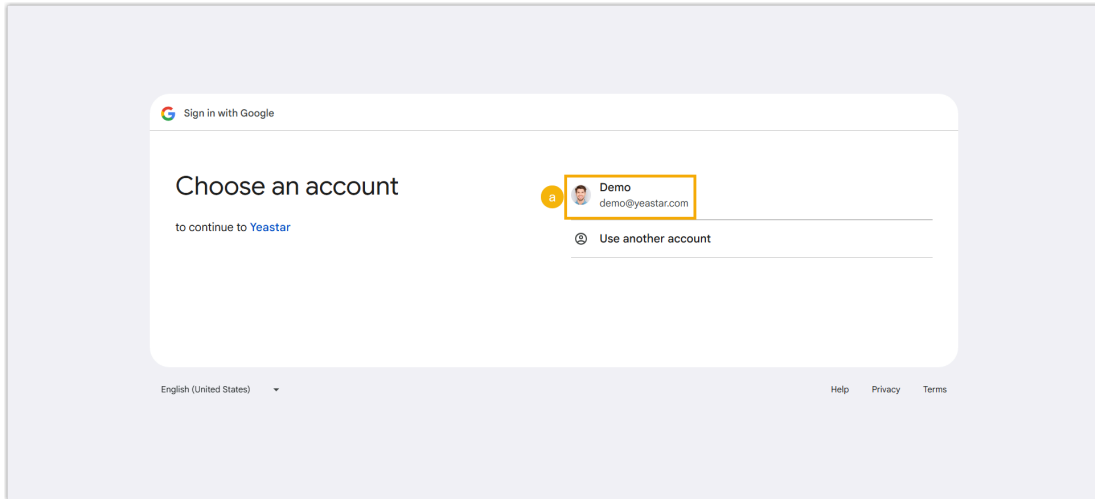 Sign in with Google
Choose an account
to continue to Yeastar
a
Demo
demo@yeastar.com
Use another account
English (United States)
Help Privacy Terms